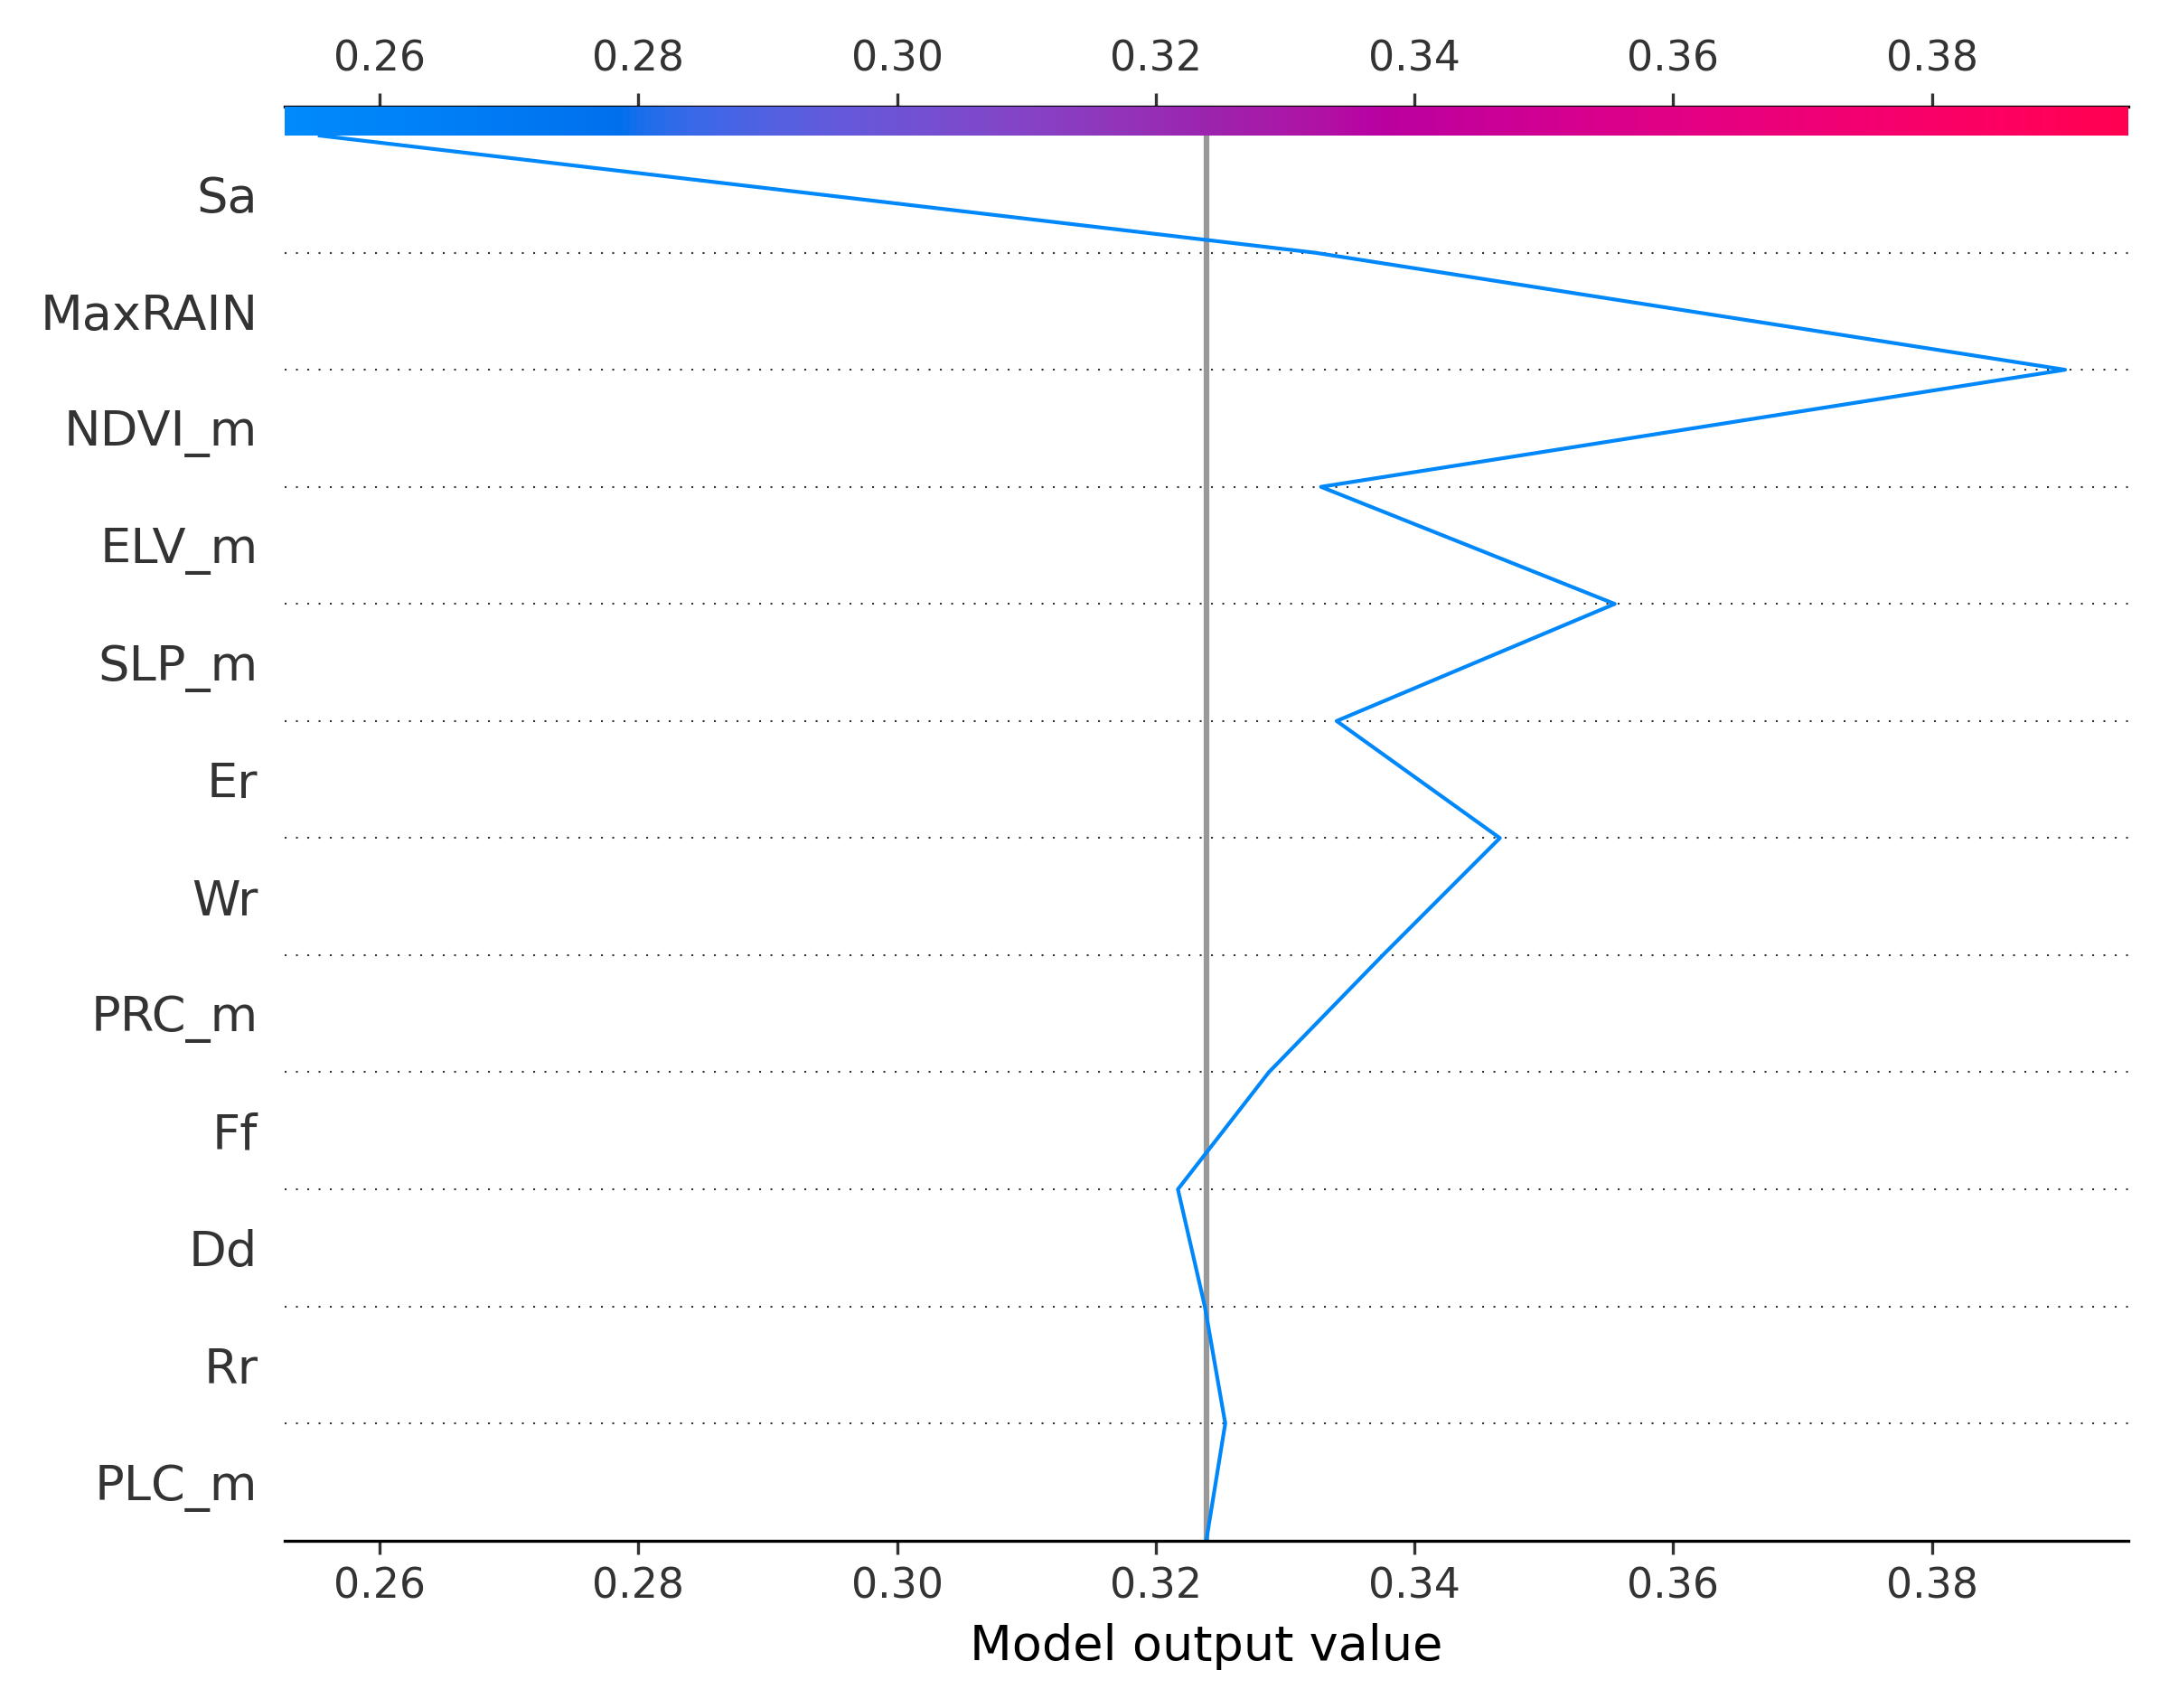 0.26 0.28 0.30 0.32 0.34 0.36 0.38
Sa
MaxRAIN
NDVI_m
ELV_m
SLP_m
Er
Wr
PRC_m
Ff
Dd
Rr
PLC_m
0.26 0.28 0.30 0.32 0.34 0.36 0.38
Model output value